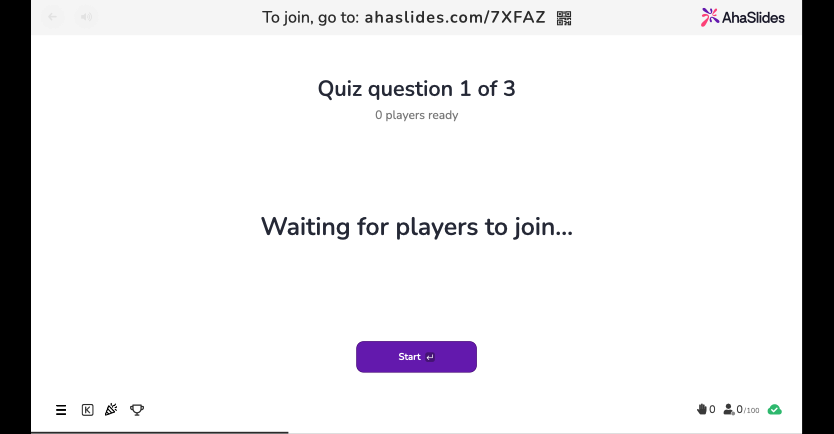 To join, go to: ahaslides.com/7XFAZ
AhaSlides
Quiz question 1 of 3
0 players ready
Waiting for players to join...
Start ↵
K
0 0/100